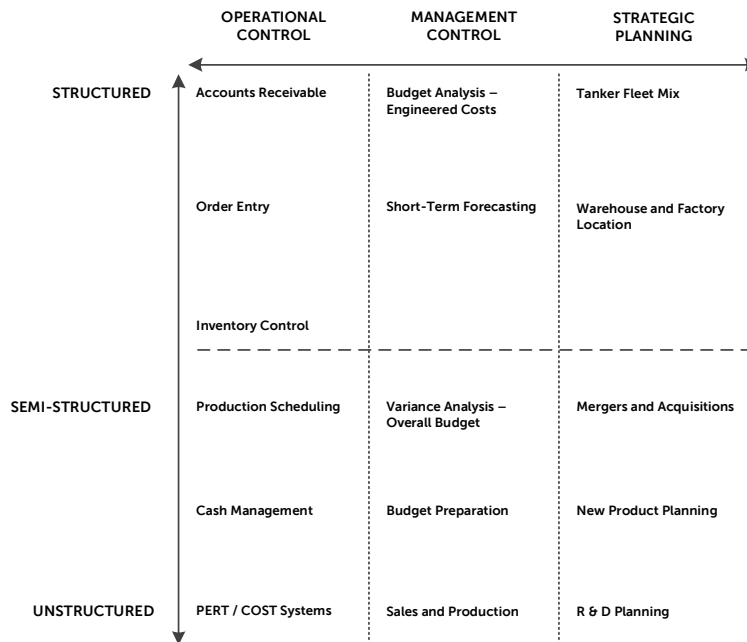 OPERATIONAL
CONTROL
MANAGEMENT
CONTROL
STRATEGIC
PLANNING
STRUCTURED
Accounts Receivable
Budget Analysis –
Engineered Costs
Tanker Fleet Mix
Order Entry
Short-Term Forecasting
Warehouse and Factory
Location
Inventory Control
SEMI-STRUCTURED
Production Scheduling
Variance Analysis –
Overall Budget
Mergers and Acquisitions
Cash Management
Budget Preparation
New Product Planning
UNSTRUCTURED
PERT / COST Systems
Sales and Production
R & D Planning